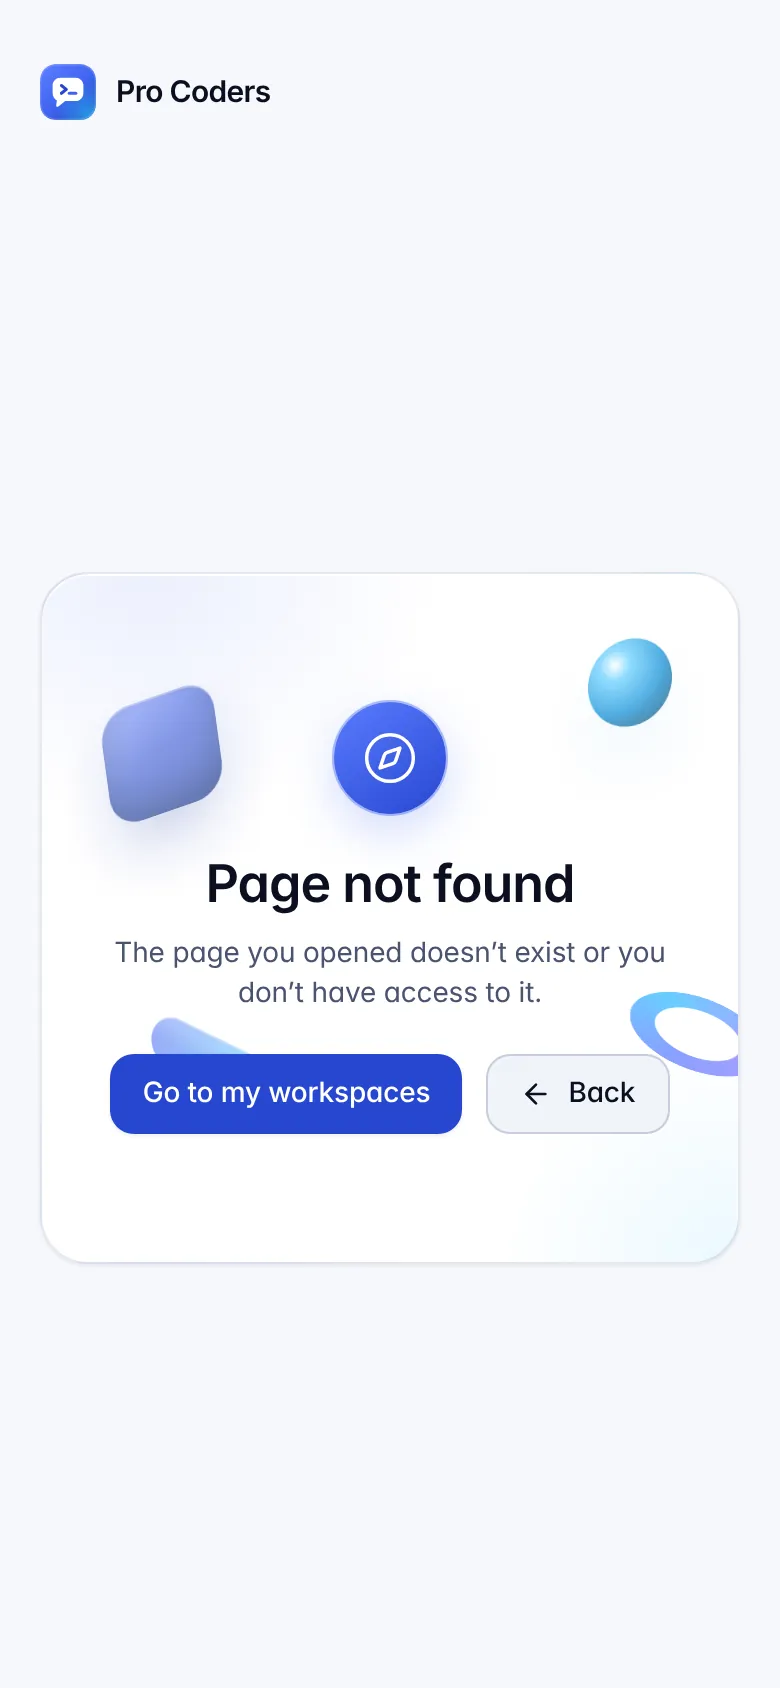 Pro Coders
Page not found
The page you opened doesn’t exist or you
don’t have access to it.
Go to my workspaces
Back